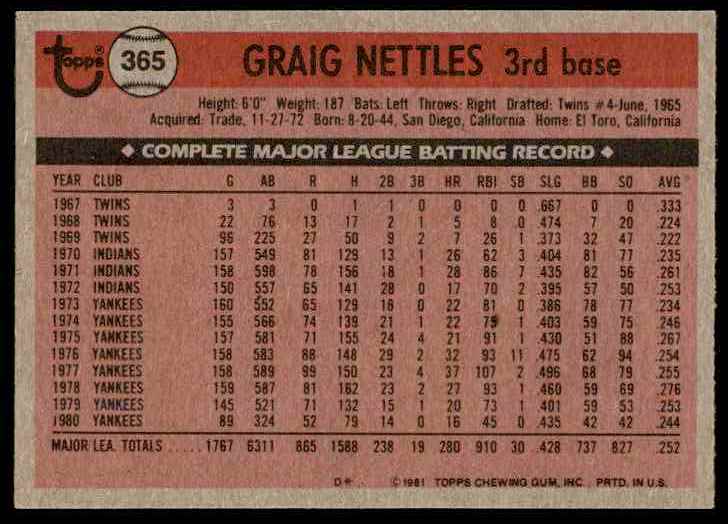 Topps® 365 GRAIG NETTLES 3rd base
Height: 6'0" Weight: 187 Bats: Left Throws: Right Drafted: Twins #4-June, 1965
Acquired: Trade, 11-27-72 Born: 8-20-44, San Diego, California Home: El Toro, California
◆ COMPLETE MAJOR LEAGUE BATTING RECORD ◆
YEAR CLUB G AB R H 2B 3B HR RBI SB SLG BB SO AVG
1967 TWINS 3 3 0 1 1 0 0 0 0 .667 0 0 .333
1968 TWINS 22 76 13 17 2 1 5 8 0 .474 7 20 .224
1969 TWINS 96 225 27 50 9 2 7 26 1 .373 32 47 .222
1970 INDIANS 157 549 81 129 13 1 26 62 3 .404 81 77 .235
1971 INDIANS 158 598 78 156 18 1 28 86 7 .435 82 56 .261
1972 INDIANS 150 557 65 141 28 0 17 70 2 .395 57 50 .253
1973 YANKEES 160 552 65 129 18 0 22 81 0 .386 78 77 .234
1974 YANKEES 155 566 74 139 21 1 22 75 1 .403 59 75 .246
1975 YANKEES 157 581 71 155 24 4 21 91 1 .430 51 88 .267
1976 YANKEES 158 583 88 148 29 2 32 93 11 .475 62 94 .254
1977 YANKEES 158 589 99 150 23 4 37 107 2 .496 68 79 .255
1978 YANKEES 159 587 81 162 23 2 27 93 1 .460 59 69 .276
1979 YANKEES 145 521 71 132 15 1 20 73 1 .401 59 53 .253
1980 YANKEES 89 324 52 79 14 0 16 45 0 .435 42 42 .244
MAJOR LEA. TOTALS 1767 6311 865 1588 238 19 280 910 30 .428 737 827 .252
D* ©1981 TOPPS CHEWING GUM, INC. PRTD. IN U.S.